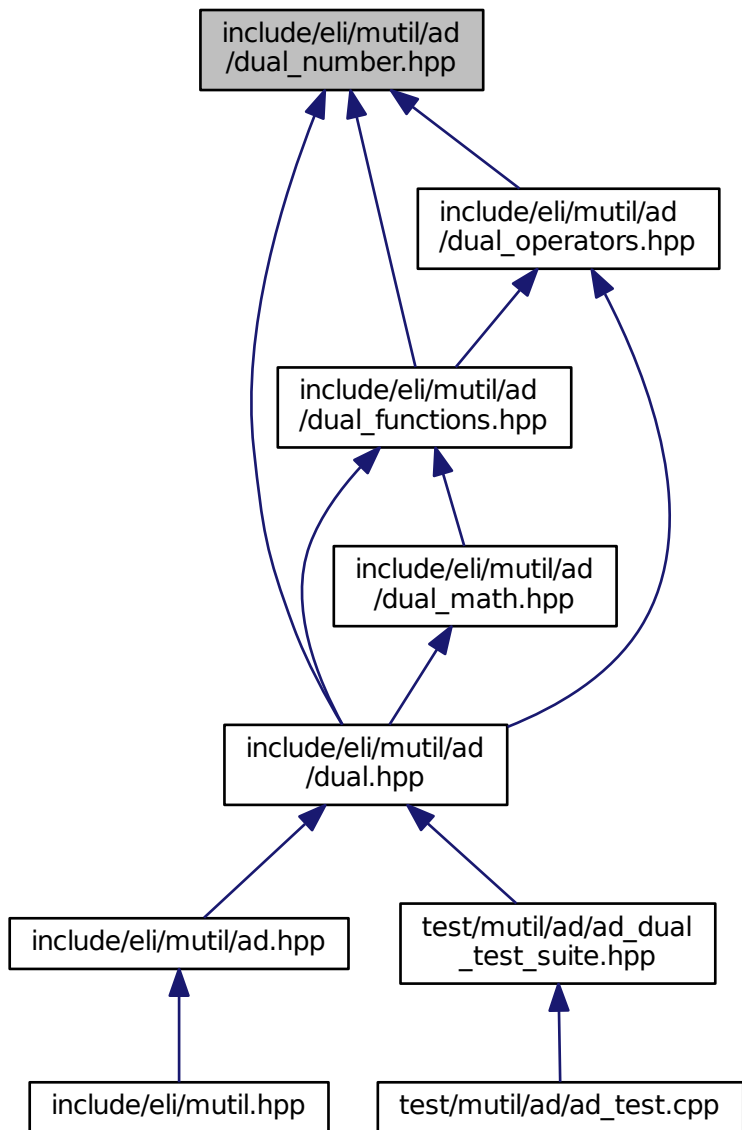 include/eli/mutil/ad
/dual_number.hpp
include/eli/mutil/ad
/dual_operators.hpp
include/eli/mutil/ad
/dual_functions.hpp
include/eli/mutil/ad
/dual_math.hpp
include/eli/mutil/ad
/dual.hpp
include/eli/mutil/ad.hpp
test/mutil/ad/ad_dual
_test_suite.hpp
include/eli/mutil.hpp
test/mutil/ad/ad_test.cpp